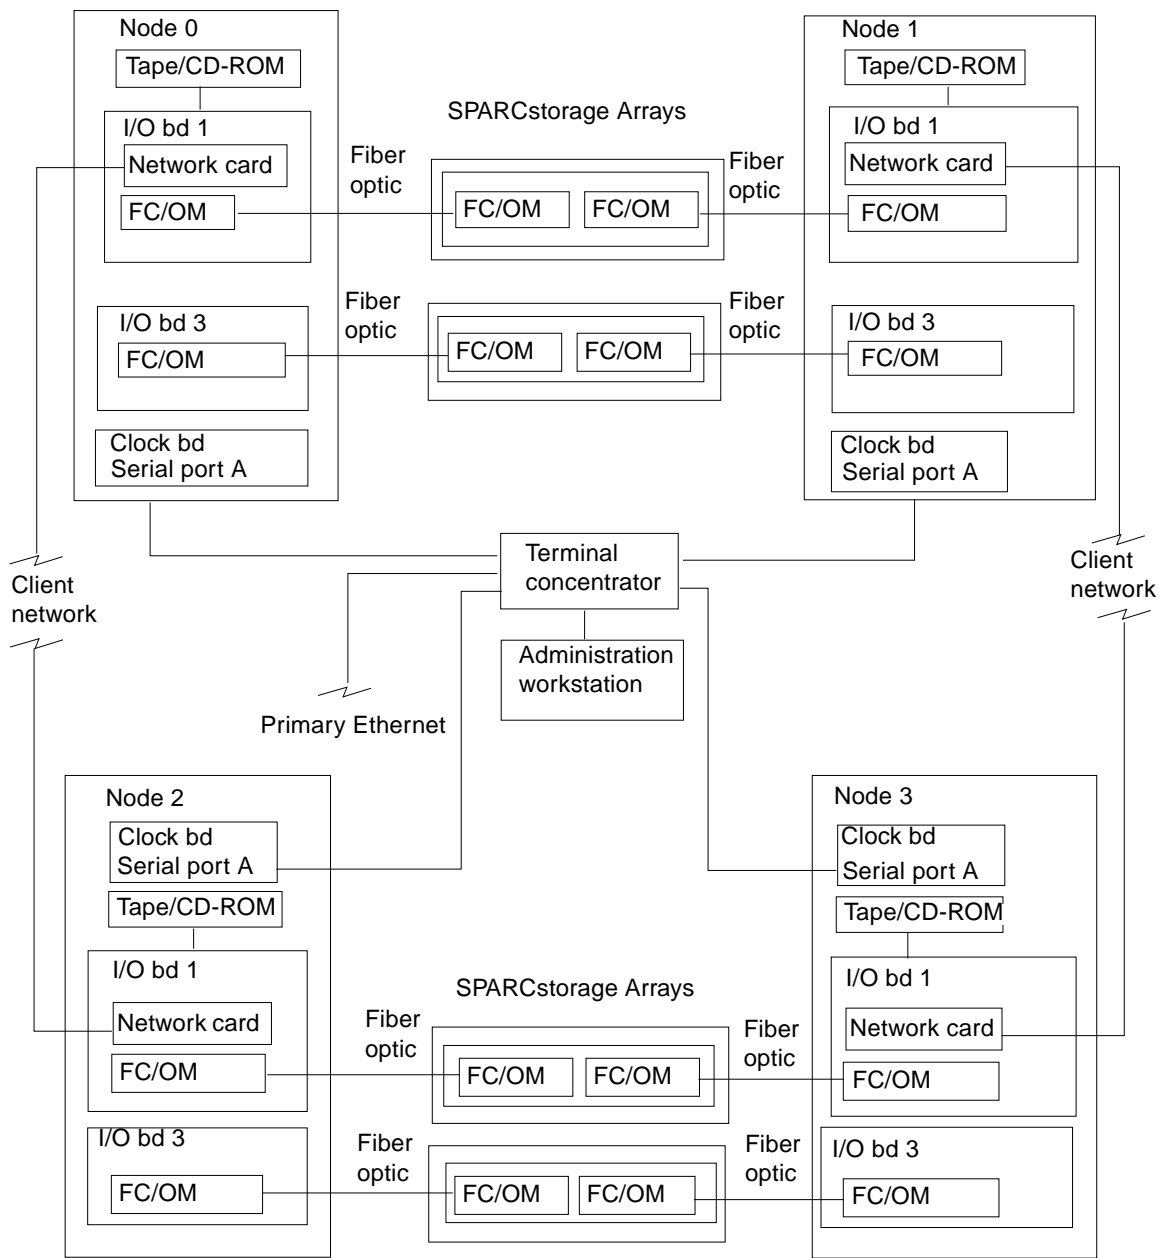 Node 0
Tape/CD-ROM
I/O bd 1
Network card
FC/OM
I/O bd 3
FC/OM
Clock bd
Serial port A
SPARCstorage Arrays
Fiber
optic
FC/OM
FC/OM
Fiber
optic
Fiber
optic
FC/OM
FC/OM
Fiber
optic
Node 1
Tape/CD-ROM
I/O bd 1
Network card
FC/OM
I/O bd 3
FC/OM
Clock bd
Serial port A
Client
network
Terminal
concentrator
Administration
workstation
Primary Ethernet
Client
network
Node 2
Clock bd
Serial port A
Tape/CD-ROM
I/O bd 1
Network card
FC/OM
I/O bd 3
FC/OM
SPARCstorage Arrays
Fiber
optic
FC/OM
FC/OM
Fiber
optic
Fiber
optic
FC/OM
FC/OM
Fiber
optic
Node 3
Clock bd
Serial port A
Tape/CD-ROM
I/O bd 1
Network card
FC/OM
I/O bd 3
FC/OM